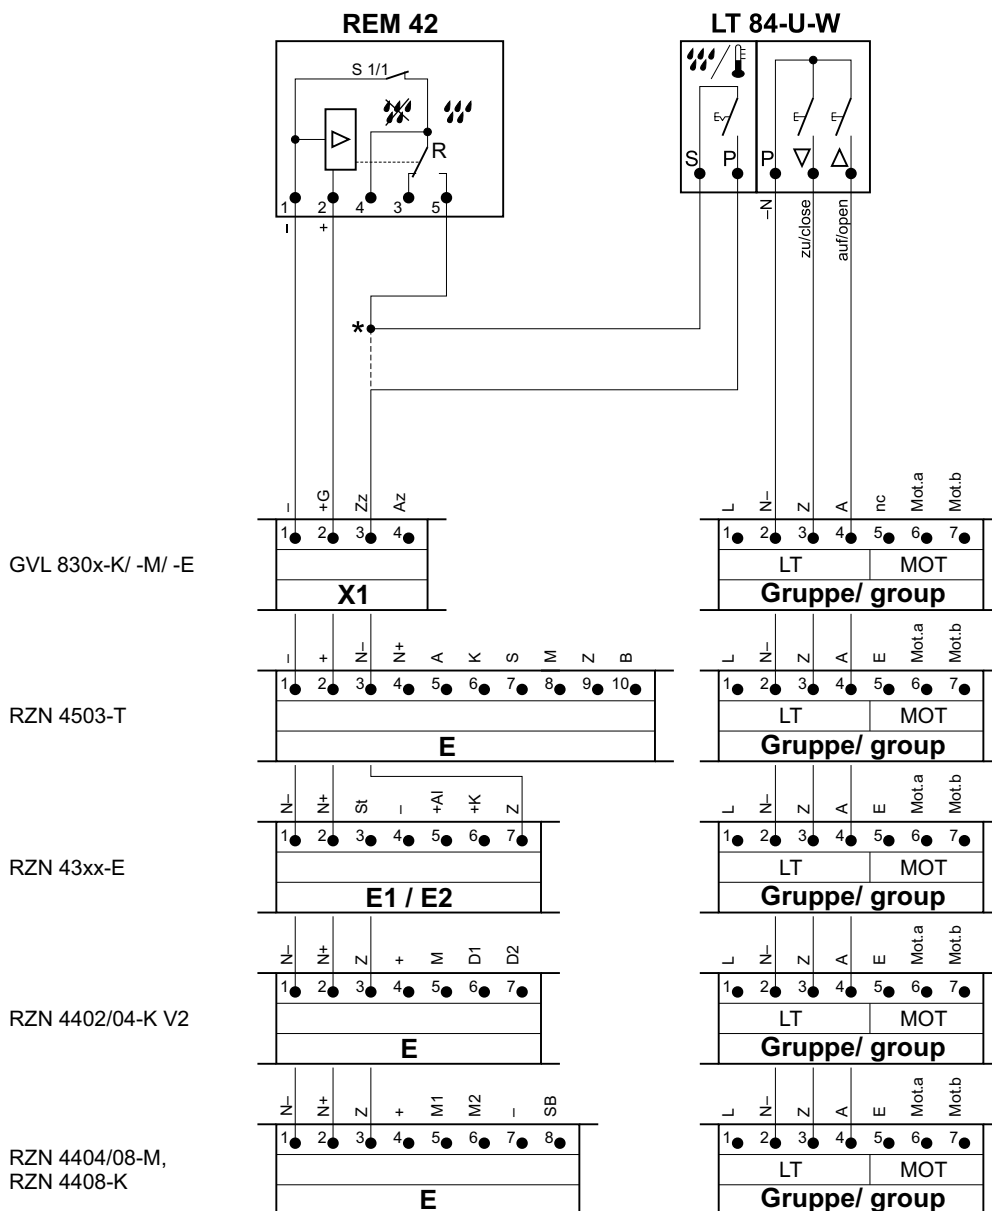 REM 42
LT 84-U-W
S 1/1
R
S P P
1 2 4 3 5
– +
–N
zu/close
auf/open
*
– +G Zz Az
L N– Z A nc Mot.a Mot.b
1 2 3 4
1 2 3 4 5 6 7
GVL 830x-K/ -M/ -E
LT MOT
X1
Gruppe/ group
– + N– N+ A K S M Z B
L N– Z A E Mot.a Mot.b
1 2 3 4 5 6 7 8 9 10
1 2 3 4 5 6 7
RZN 4503-T
LT MOT
E
Gruppe/ group
N– N+ St – +Al +K Z
L N– Z A E Mot.a Mot.b
1 2 3 4 5 6 7
1 2 3 4 5 6 7
RZN 43xx-E
LT MOT
E1 / E2
Gruppe/ group
N– N+ Z + M D1 D2
L N– Z A E Mot.a Mot.b
1 2 3 4 5 6 7
1 2 3 4 5 6 7
RZN 4402/04-K V2
LT MOT
E
Gruppe/ group
N– N+ Z + M1 M2 – SB
L N– Z A E Mot.a Mot.b
1 2 3 4 5 6 7 8
1 2 3 4 5 6 7
RZN 4404/08-M,
RZN 4408-K
LT MOT
E
Gruppe/ group